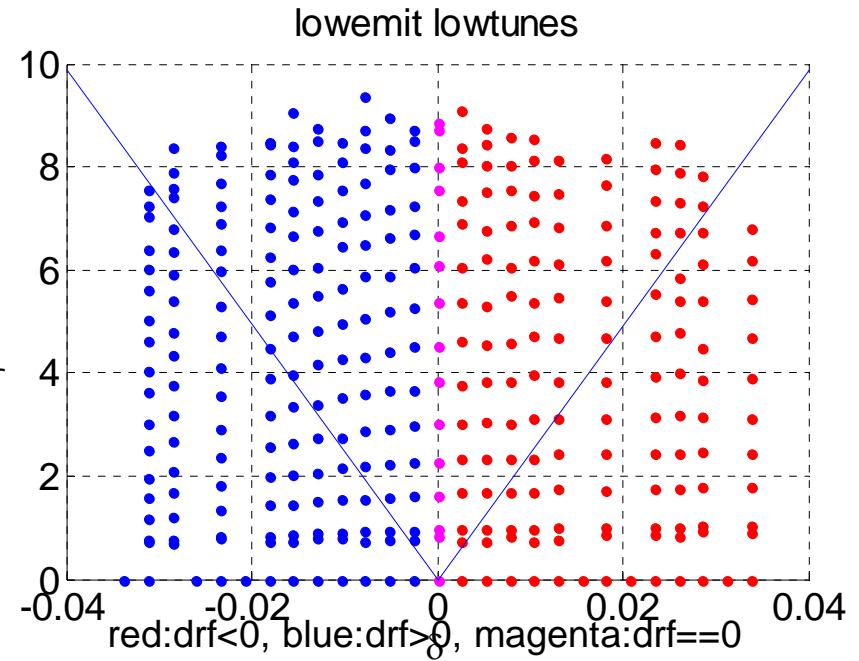 lowemit lowtunes
10
8
6
4
2
0
-0.04 -0.02 0 0.02 0.04
δ
red:drf<0, blue:drf>0, magenta:drf==0